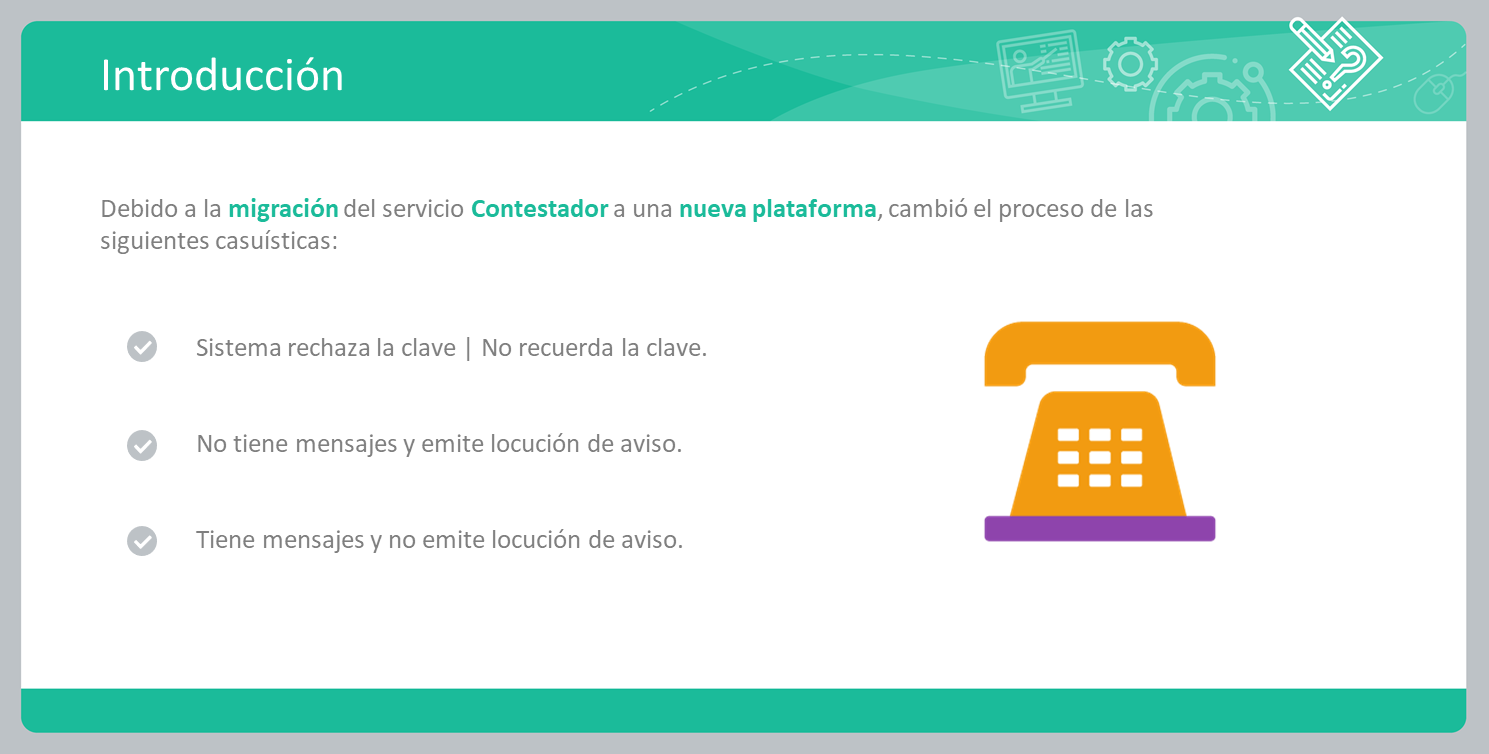 Introducción
Debido a la migración del servicio Contestador a una nueva plataforma, cambió el proceso de las
siguientes casuísticas:
Sistema rechaza la clave | No recuerda la clave.
No tiene mensajes y emite locución de aviso.
Tiene mensajes y no emite locución de aviso.